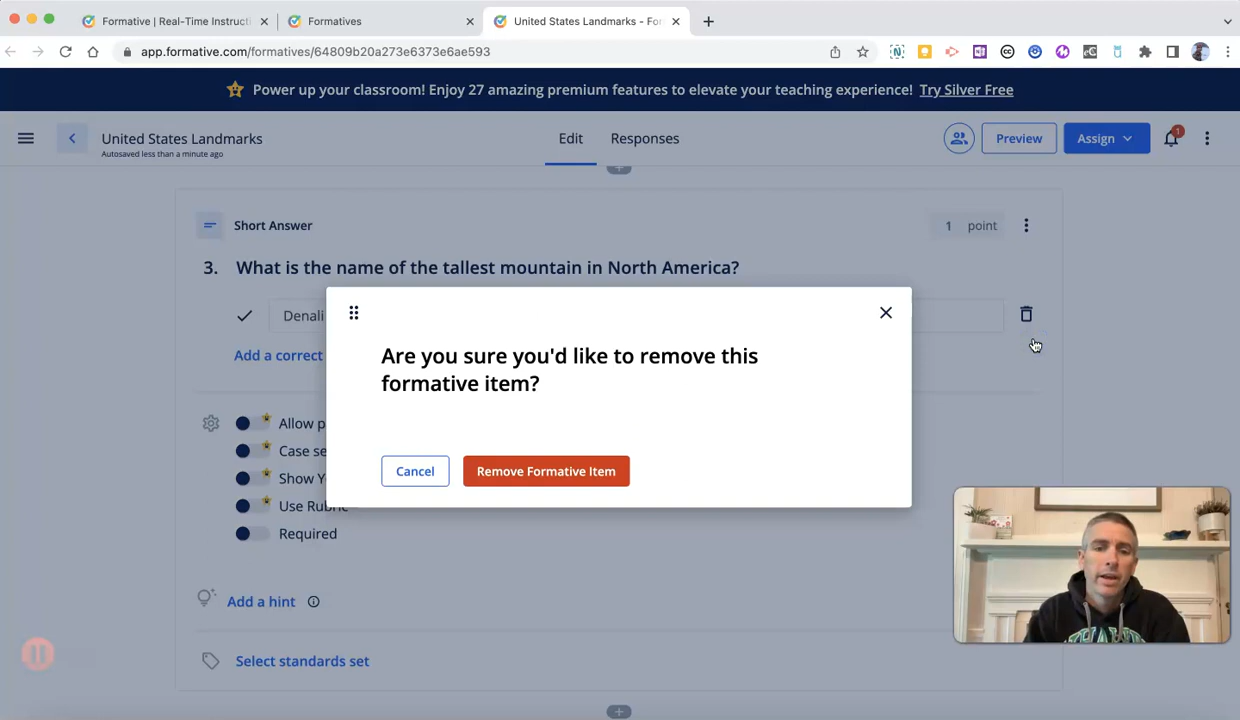 Formative | Real-Time Instructi
Formatives
United States Landmarks - For
app.formative.com/formatives/64809b20a273e6373e6ae593
Power up your classroom! Enjoy 27 amazing premium features to elevate your teaching experience! Try Silver Free
United States Landmarks
Autosaved less than a minute ago
Edit
Responses
Preview
Assign
1
Short Answer
1 point
3. What is the name of the tallest mountain in North America?
Denali
Add a correct
Are you sure you'd like to remove this
formative item?
Cancel
Remove Formative Item
Allow p
Case se
Show Y
Use Rubric
Required
Add a hint
Select standards set